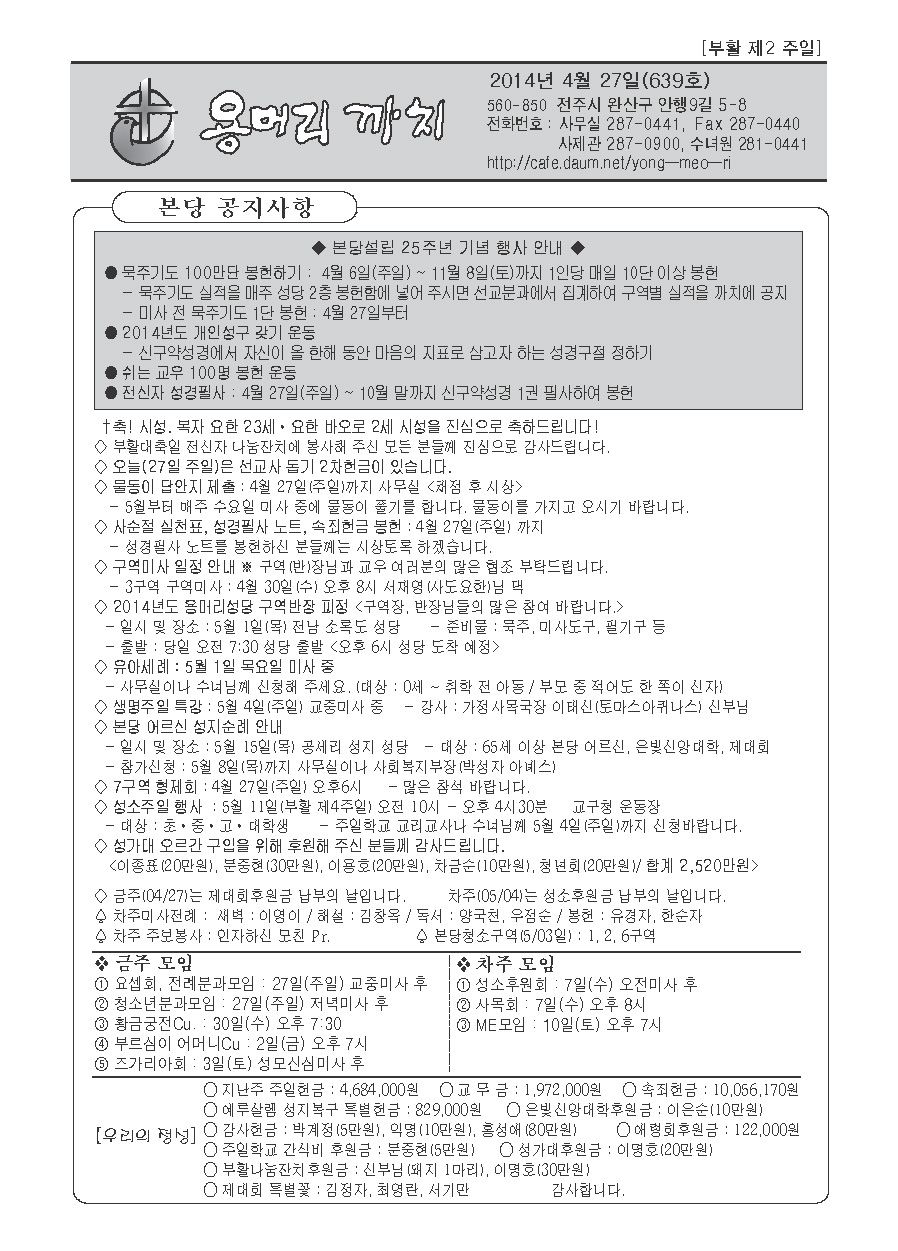 [부활 제2 주일]
용머리 까치
2014년 4월 27일(639호)
560-850 전주시 완산구 안행9길 5-8
전화번호 : 사무실 287-0441, Fax 287-0440
사제관 287-0900, 수녀원 281-0441
http://cafe.daum.net/yong-meo-ri
본당 공지사항
◆ 본당설립 25주년 기념 행사 안내 ◆
● 묵주기도 100만단 봉헌하기 : 4월 6일(주일) ~ 11월 8일(토)까지 1인당 매일 10단 이상 봉헌
- 묵주기도 실적을 매주 성당 2층 봉헌함에 넣어 주시면 선교분과에서 집계하여 구역별 실적을 까치에 공지
- 미사 전 묵주기도 1단 봉헌 : 4월 27일부터
● 2014년도 개인성구 갖기 운동
- 신구약성경에서 자신이 올 한해 동안 마음의 지표로 삼고자 하는 성경구절 정하기
● 쉬는 교우 100명 봉헌 운동
● 전신자 성경필사 : 4월 27일(주일) ~ 10월 말까지 신구약성경 1권 필사하여 봉헌
†축! 시성. 복자 요한 23세·요한 바오로 2세 시성을 진심으로 축하드립니다!
◇ 부활대축일 전신자 나눔잔치에 봉사해 주신 모든 분들께 진심으로 감사드립니다.
◇ 오늘(27일 주일)은 선교사 돕기 2차헌금이 있습니다.
◇ 물동이 답안지 제출 : 4월 27일(주일)까지 사무실 <채점 후 시상>
- 5월부터 매주 수요일 미사 중에 물동이 풀기를 합니다. 물동이를 가지고 오시기 바랍니다.
◇ 사순절 실천표, 성경필사 노트, 속죄헌금 봉헌 : 4월 27일(주일) 까지
- 성경필사 노트를 봉헌하신 분들께는 시상토록 하겠습니다.
◇ 구역미사 일정 안내 ※ 구역(반)장님과 교우 여러분의 많은 협조 부탁드립니다.
- 3구역 구역미사 : 4월 30일(수) 오후 8시 서재영(사도요한)님 댁
◇ 2014년도 용머리성당 구역반장 피정 <구역장, 반장님들의 많은 참여 바랍니다.>
- 일시 및 장소 : 5월 1일(목) 전남 소록도 성당 - 준비물 : 묵주, 미사도구, 필기구 등
- 출발 : 당일 오전 7:30 성당 출발 <오후 6시 성당 도착 예정>
◇ 유아세례 : 5월 1일 목요일 미사 중
- 사무실이나 수녀님께 신청해 주세요. (대상 : 0세 ~ 취학 전 아동 / 부모 중 적어도 한 쪽이 신자)
◇ 생명주일 특강 : 5월 4일(주일) 교중미사 중 - 강사 : 가정사목국장 이태신(토마스아퀴나스) 신부님
◇ 본당 어르신 성지순례 안내
- 일시 및 장소 : 5월 15일(목) 공세리 성지 성당 - 대상 : 65세 이상 본당 어르신, 은빛신앙대학, 제대회
- 참가신청 : 5월 8일(목)까지 사무실이나 사회복지부장(박성자 아녜스)
◇ 7구역 형제회 : 4월 27일(주일) 오후6시 - 많은 참석 바랍니다.
◇ 성소주일 행사 : 5월 11일(부활 제4주일) 오전 10시 - 오후 4시30분 교구청 운동장
- 대상 : 초·중·고·대학생 - 주일학교 교리교사나 수녀님께 5월 4일(주일)까지 신청바랍니다.
◇ 성가대 오르간 구입을 위해 후원해 주신 분들께 감사드립니다.
<이종표(20만원), 분중현(30만원), 이용호(20만원), 차금순(10만원), 청년회(20만원)/ 합계 2,520만원>
◇ 금주(04/27)는 제대회후원금 납부의 날입니다. 차주(05/04)는 성소후원금 납부의 날입니다.
♤ 차주미사전례 : 새벽 : 이영이 / 해설 : 김창옥 / 독서 : 양국천, 우점순 / 봉헌 : 유경자, 한순자
♤ 차주 주보봉사 : 인자하신 모친 Pr. ♤ 본당청소구역(5/03일) : 1, 2, 6구역
❖ 금주 모임
① 요셉회, 전례분과모임 : 27일(주일) 교중미사 후
② 청소년분과모임 : 27일(주일) 저녁미사 후
③ 황금궁전Cu. : 30일(수) 오후 7:30
④ 부르심이 어머니Cu : 2일(금) 오후 7시
⑤ 즈가리아회 : 3일(토) 성모신심미사 후
❖ 차주 모임
① 성소후원회 : 7일(수) 오전미사 후
② 사목회 : 7일(수) 오후 8시
③ ME모임 : 10일(토) 오후 7시
[우리의 정성]
○ 지난주 주일헌금 : 4,684,000원 ○ 교 무 금 : 1,972,000원 ○ 속죄헌금 : 10,056,170원
○ 예루살렘 성지복구 특별헌금 : 829,000원 ○ 은빛신앙대학후원금 : 이은순(10만원)
○ 감사헌금 : 박계정(5만원), 익명(10만원), 홍성애(80만원) ○ 애령회후원금 : 122,000원
○ 주일학교 간식비 후원금 : 분중현(5만원) ○ 성가대후원금 : 이명호(20만원)
○ 부활나눔잔치후원금 : 신부님(돼지 1마리), 이명호(30만원)
○ 제대회 특별꽃 : 김정자, 최영란, 서기만 감사합니다.